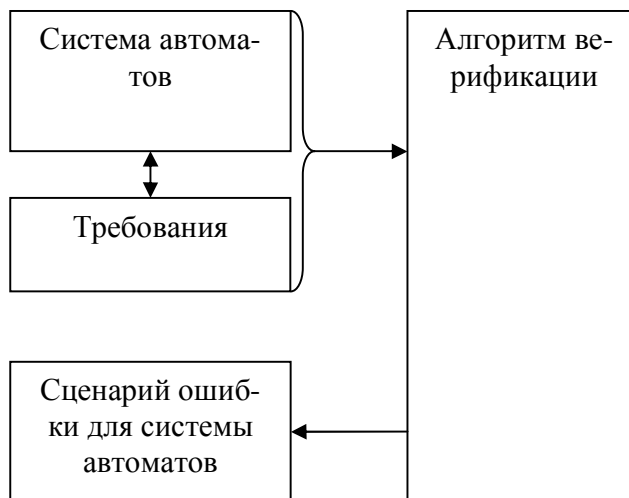 Система автома-
тов
Требования
Сценарий ошиб-
ки для системы
автоматов
Алгоритм ве-
рификации